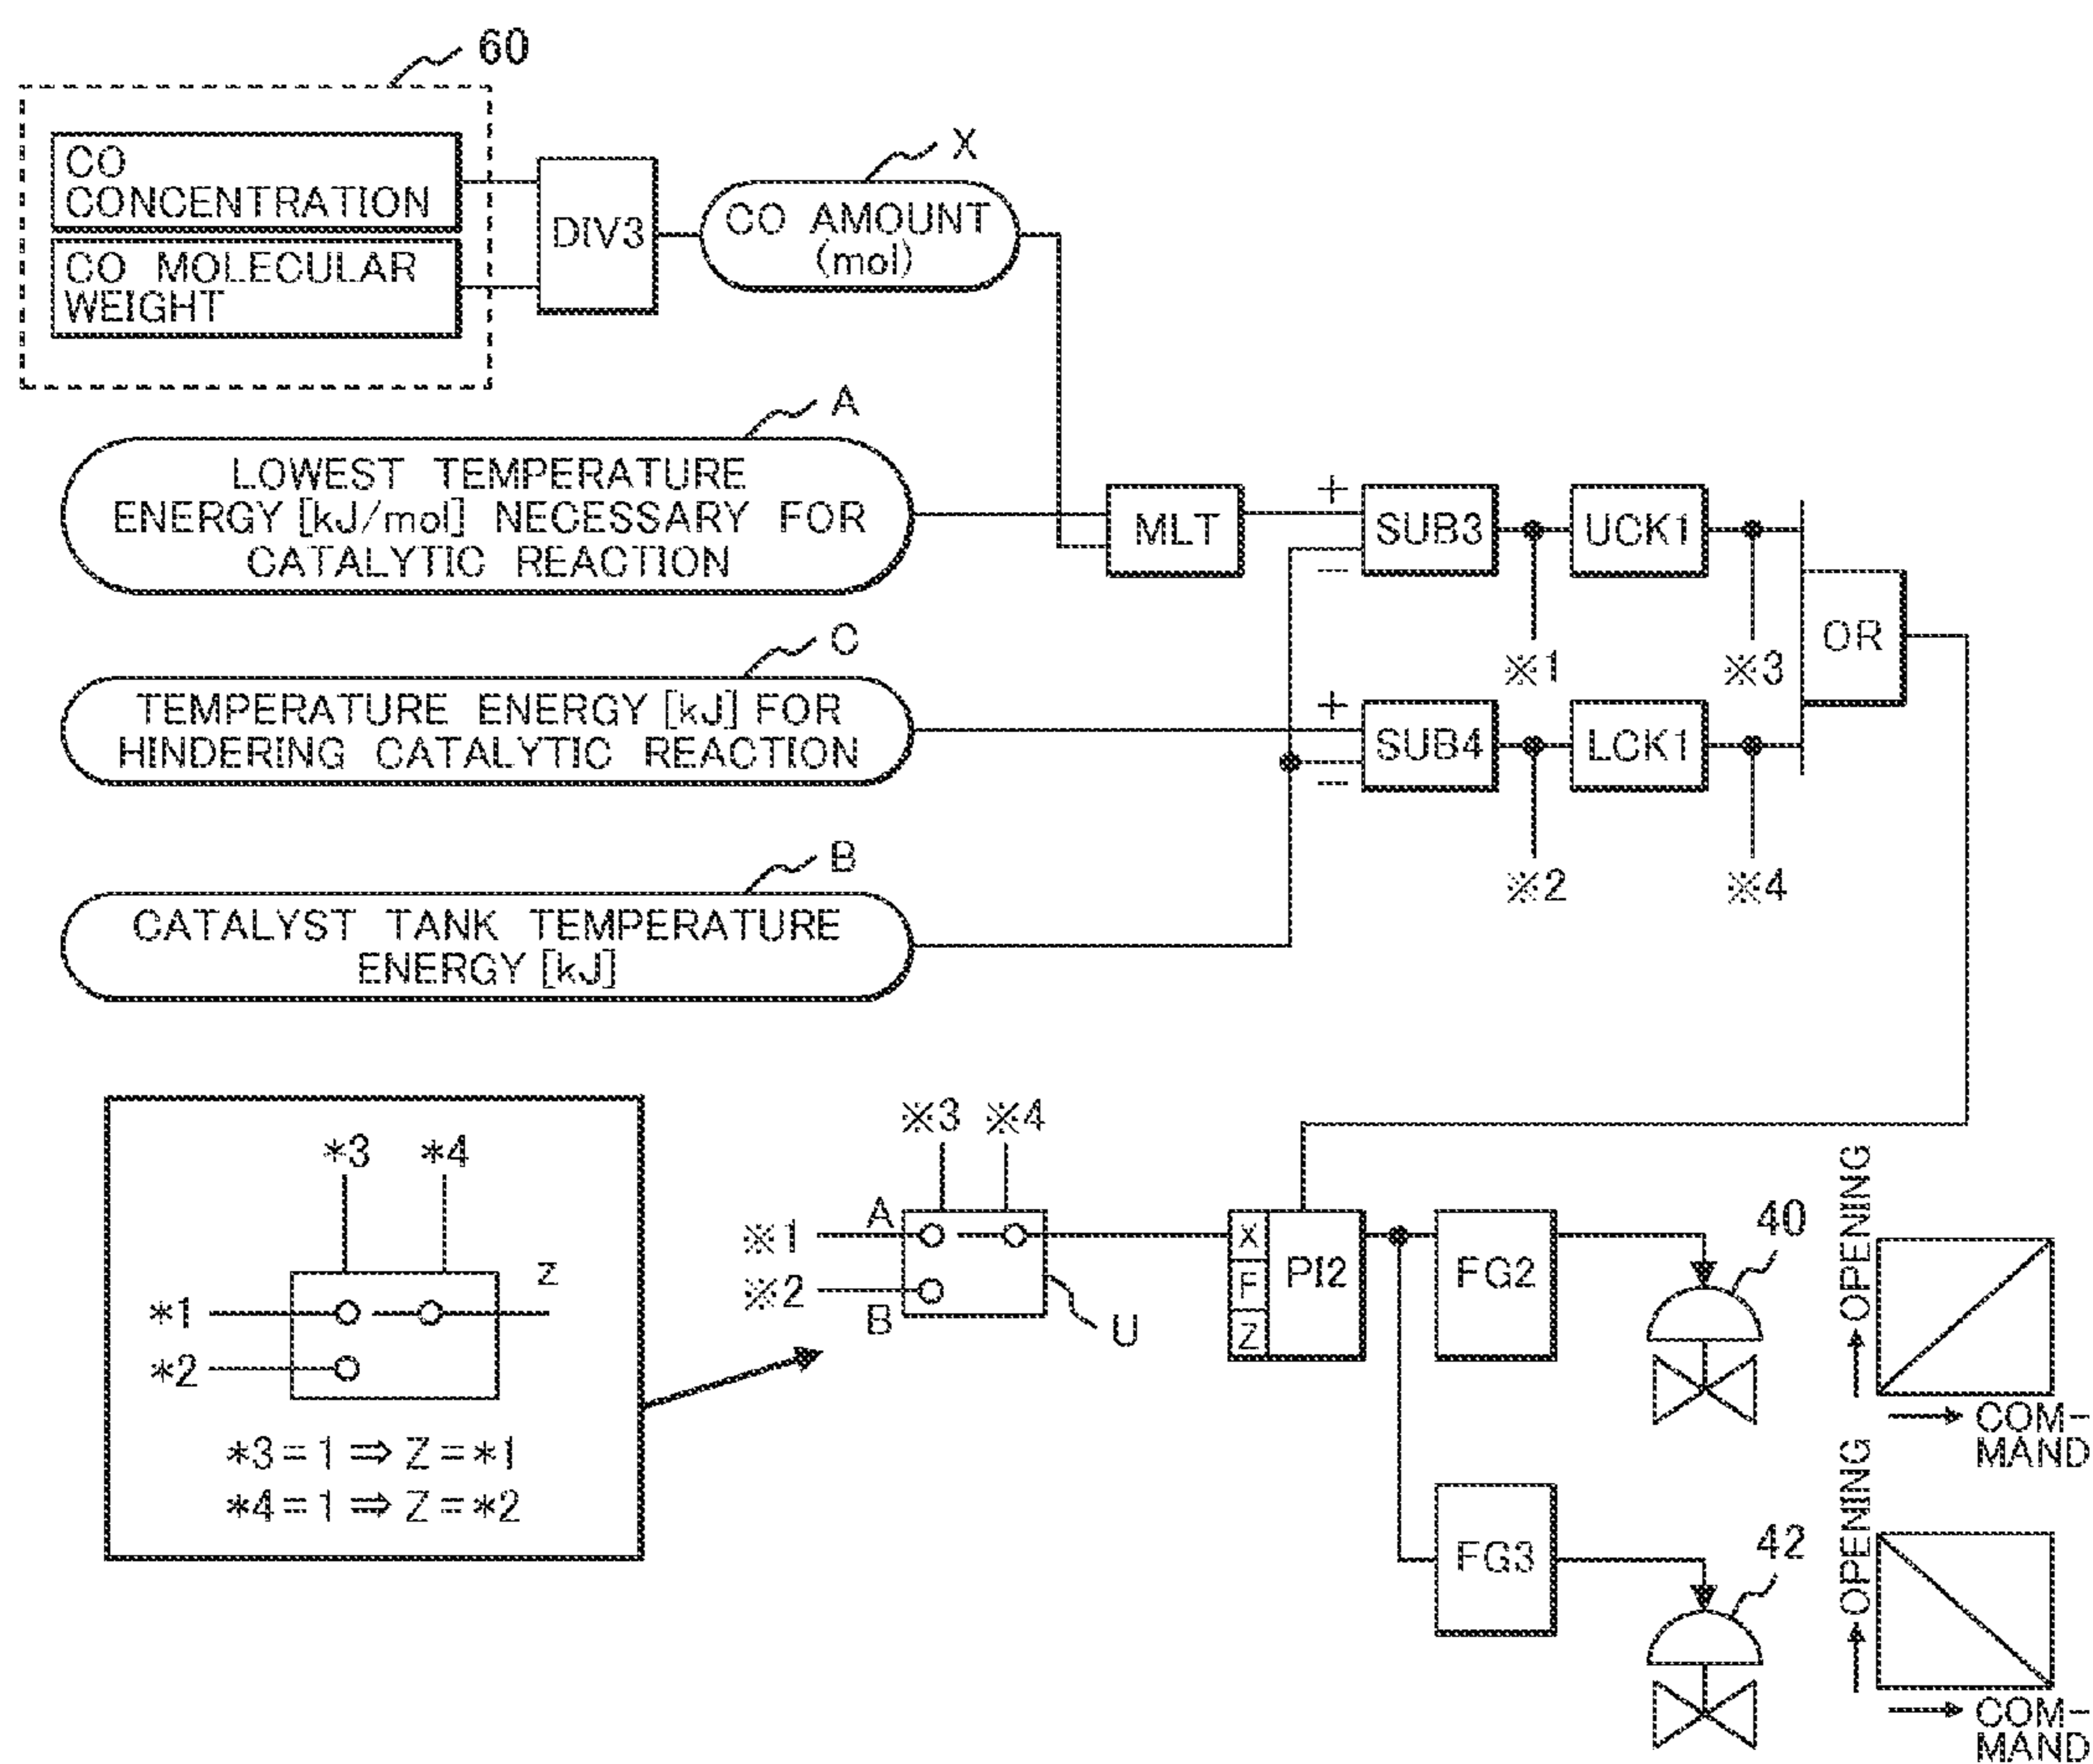 60
CO
CONCENTRATION
CO MOLECULAR
WEIGHT
DIV3
X
CO AMOUNT
(mol)
A
LOWEST TEMPERATURE
ENERGY [kJ/mol] NECESSARY FOR
CATALYTIC REACTION
MLT
+
SUB3
−
UCK1
※1
※3
OR
C
TEMPERATURE ENERGY [kJ] FOR
HINDERING CATALYTIC REACTION
+
SUB4
−
LCK1
※2
※4
B
CATALYST TANK TEMPERATURE
ENERGY [kJ]
*3 *4
*1
*2
z
*3=1⇒Z=*1
*4=1⇒Z=*2
※3 ※4
※1
A
※2
B
U
X
F
Z
PI2
FG2
40
OPENING
COM-
MAND
FG3
42
OPENING
COM-
MAND